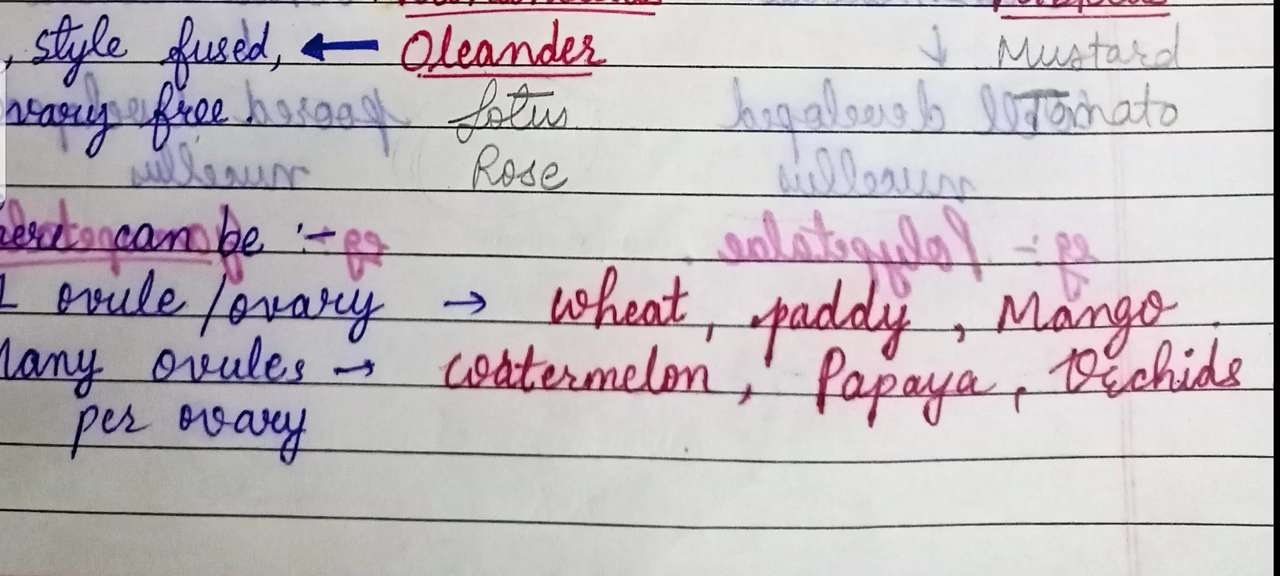 , style fused, ← Oleander ↓ Mustard
ovary free Lotus Tomato
Rose
can be :-
1 ovule / ovary → wheat, paddy, Mango.
Many ovules → watermelon, Papaya, Orchids
per ovary